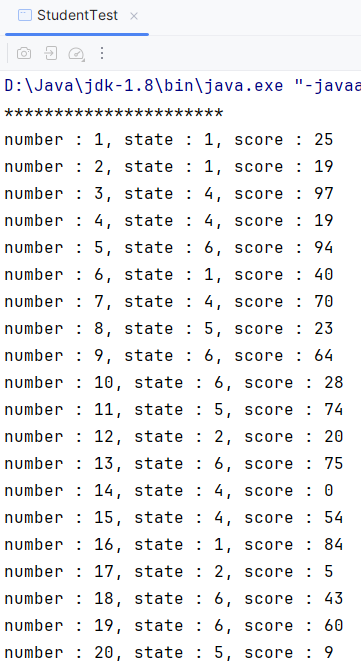 StudentTest
D:\Java\jdk-1.8\bin\java.exe "-javaa
**********************
number : 1, state : 1, score : 25
number : 2, state : 1, score : 19
number : 3, state : 4, score : 97
number : 4, state : 4, score : 19
number : 5, state : 6, score : 94
number : 6, state : 1, score : 40
number : 7, state : 4, score : 70
number : 8, state : 5, score : 23
number : 9, state : 6, score : 64
number : 10, state : 6, score : 28
number : 11, state : 5, score : 74
number : 12, state : 2, score : 20
number : 13, state : 6, score : 75
number : 14, state : 4, score : 0
number : 15, state : 4, score : 54
number : 16, state : 1, score : 84
number : 17, state : 2, score : 5
number : 18, state : 6, score : 43
number : 19, state : 6, score : 60
number : 20, state : 5, score : 9